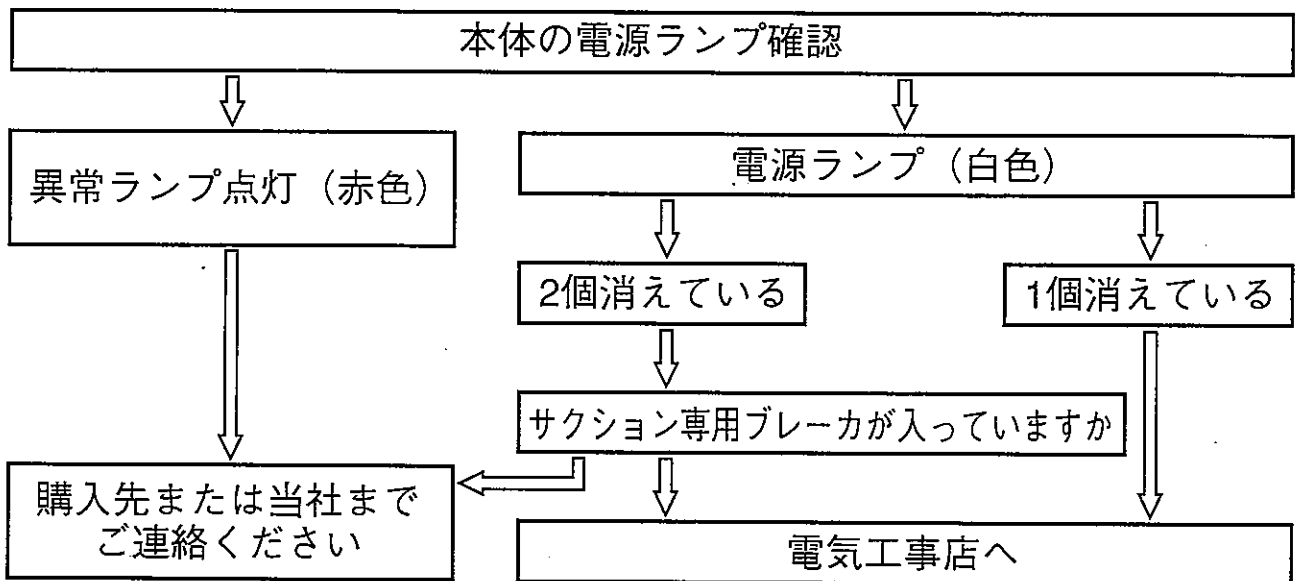 本体の電源ランプ確認
異常ランプ点灯（赤色）
電源ランプ（白色）
2個消えている
1個消えている
サクション専用ブレーカが入っていますか
購入先または当社まで
ご連絡ください
電気工事店へ